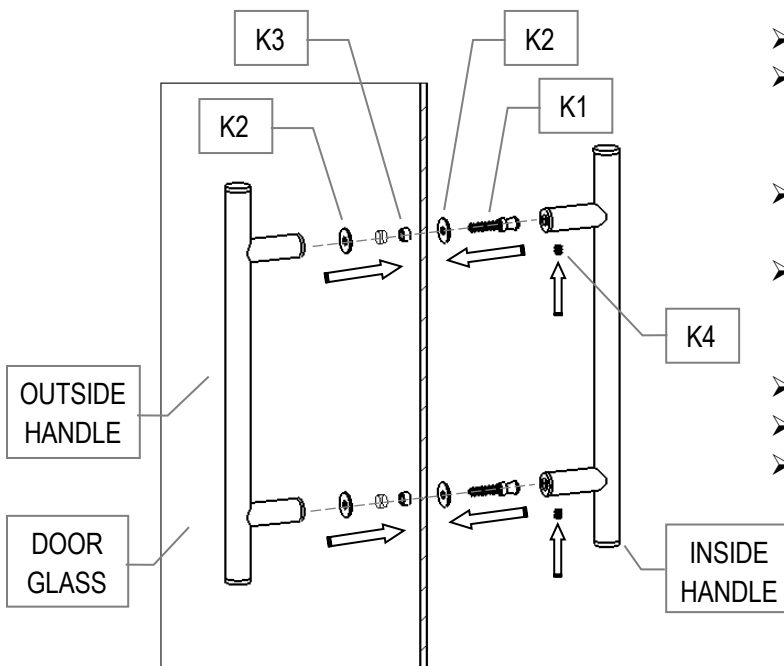 K3
K2
K2
K1
K4
OUTSIDE
HANDLE
DOOR
GLASS
INSIDE
HANDLE